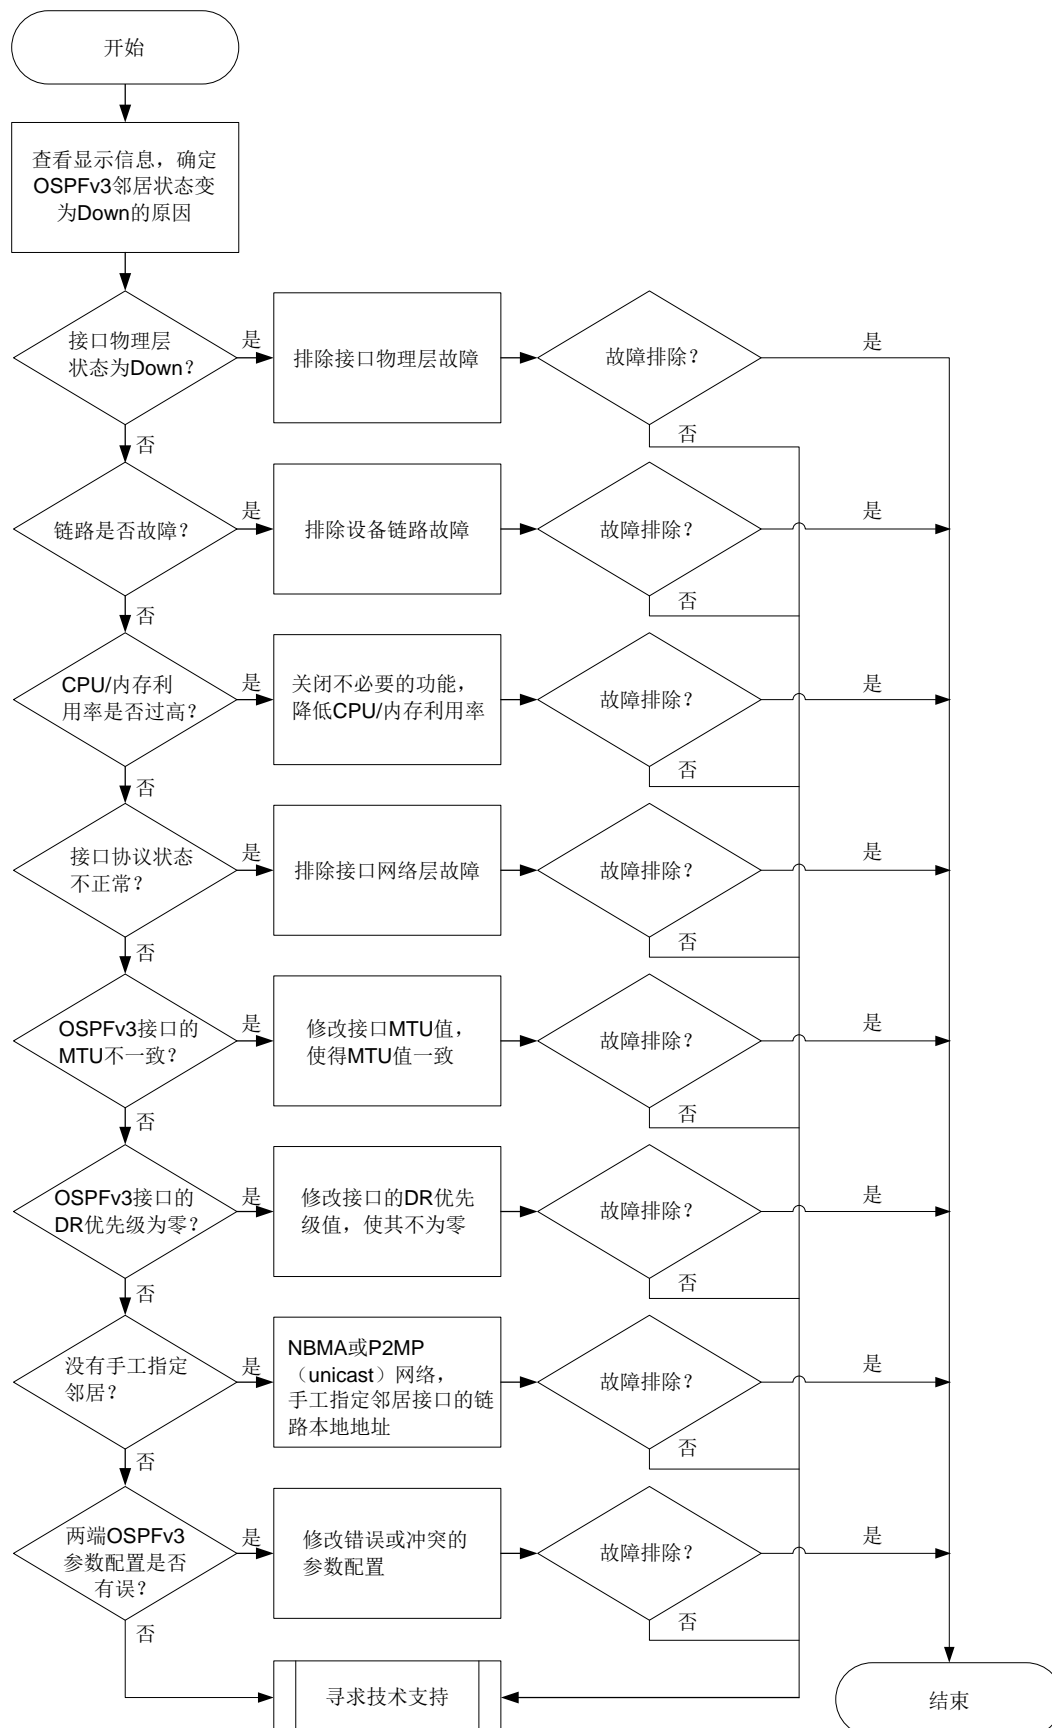 开始
查看显示信息，确定
OSPFv3邻居状态变
为Down的原因
接口物理层
状态为Down？
是
排除接口物理层故障
故障排除？
是
否
否
链路是否故障？
是
排除设备链路故障
故障排除？
是
否
否
CPU/内存利
用率是否过高？
是
关闭不必要的功能，
降低CPU/内存利用率
故障排除？
是
否
否
接口协议状态
不正常？
是
排除接口网络层故障
故障排除？
是
否
否
OSPFv3接口的
MTU不一致？
是
修改接口MTU值，
使得MTU值一致
故障排除？
是
否
否
OSPFv3接口的
DR优先级为零？
是
修改接口的DR优先
级值，使其不为零
故障排除？
是
否
否
没有手工指定
邻居？
是
NBMA或P2MP
（unicast）网络，
手工指定邻居接口的链
路本地地址
故障排除？
是
否
否
两端OSPFv3
参数配置是否
有误？
是
修改错误或冲突的
参数配置
故障排除？
是
否
否
寻求技术支持
结束